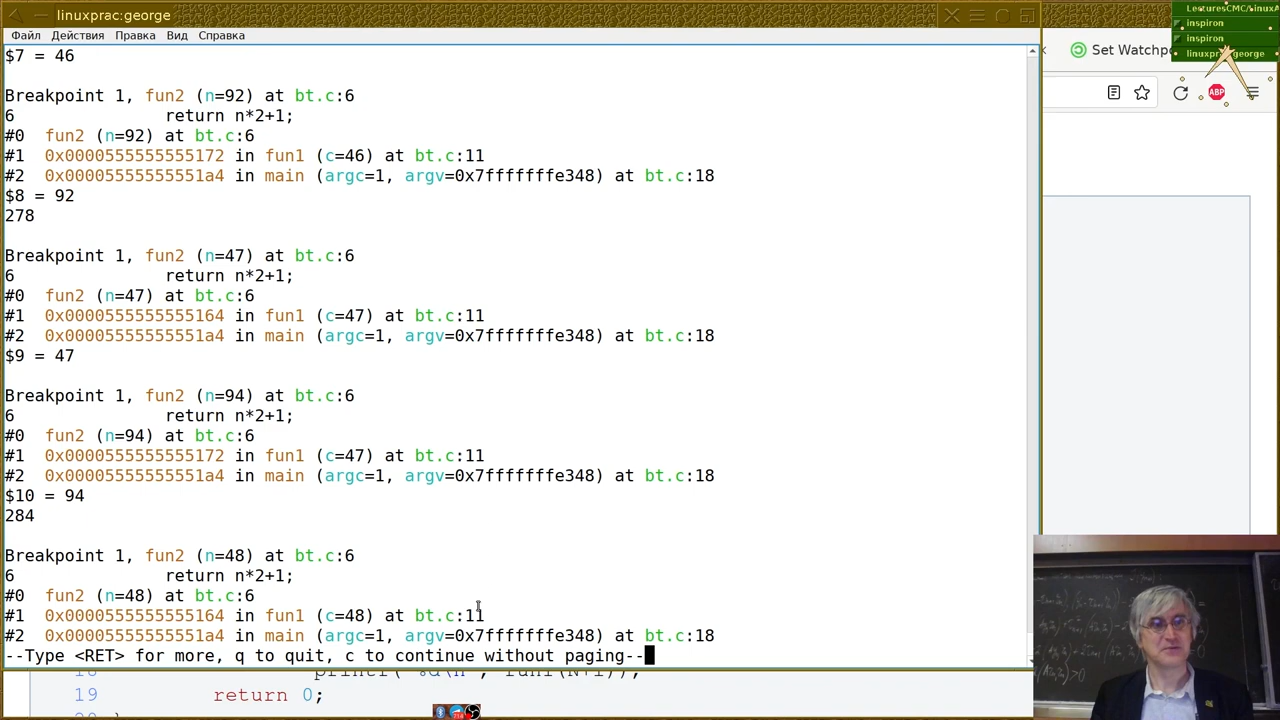 linuxprac:george
Файл Действия Правка Вид Справка
$7 = 46
Breakpoint 1, fun2 (n=92) at bt.c:6
6 return n*2+1;
#0 fun2 (n=92) at bt.c:6
#1 0x0000555555555172 in fun1 (c=46) at bt.c:11
#2 0x00005555555551a4 in main (argc=1, argv=0x7fffffffe348) at bt.c:18
$8 = 92
278
Breakpoint 1, fun2 (n=47) at bt.c:6
6 return n*2+1;
#0 fun2 (n=47) at bt.c:6
#1 0x0000555555555164 in fun1 (c=47) at bt.c:11
#2 0x00005555555551a4 in main (argc=1, argv=0x7fffffffe348) at bt.c:18
$9 = 47
Breakpoint 1, fun2 (n=94) at bt.c:6
6 return n*2+1;
#0 fun2 (n=94) at bt.c:6
#1 0x0000555555555172 in fun1 (c=47) at bt.c:11
#2 0x00005555555551a4 in main (argc=1, argv=0x7fffffffe348) at bt.c:18
$10 = 94
284
Breakpoint 1, fun2 (n=48) at bt.c:6
6 return n*2+1;
#0 fun2 (n=48) at bt.c:6
#1 0x0000555555555164 in fun1 (c=48) at bt.c:11
#2 0x00005555555551a4 in main (argc=1, argv=0x7fffffffe348) at bt.c:18
--Type <RET> for more, q to quit, c to continue without paging--
19 return 0;
LecturesCMC/LinuxA
inspiron
inspiron
linuxprac:george
Set Watchp
ABP